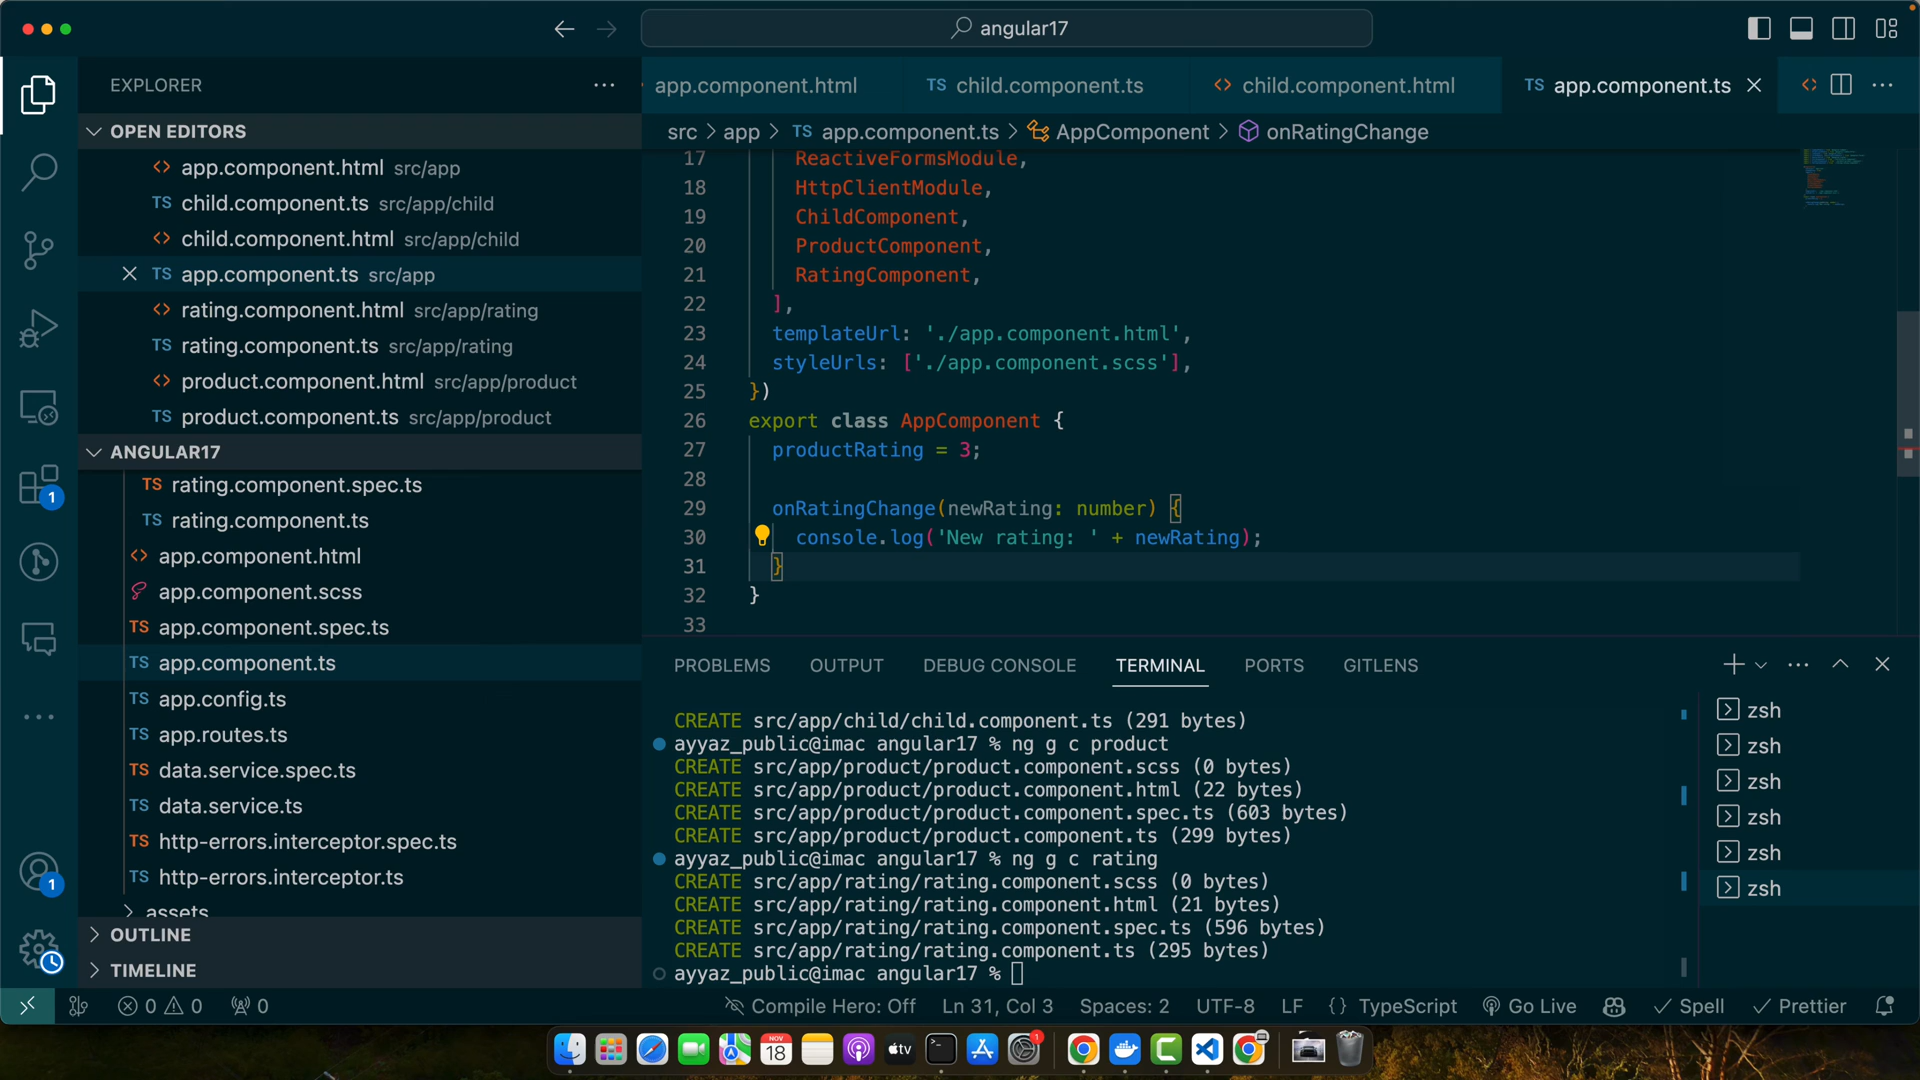 angular17
EXPLORER
OPEN EDITORS
app.component.html src/app
child.component.ts src/app/child
child.component.html src/app/child
app.component.ts src/app
rating.component.html src/app/rating
rating.component.ts src/app/rating
product.component.html src/app/product
product.component.ts src/app/product
ANGULAR17
rating.component.spec.ts
rating.component.ts
app.component.html
app.component.scss
app.component.spec.ts
app.component.ts
app.config.ts
app.routes.ts
data.service.spec.ts
data.service.ts
http-errors.interceptor.spec.ts
http-errors.interceptor.ts
assets
OUTLINE
TIMELINE
app.component.html TS child.component.ts child.component.html TS app.component.ts
src > app > TS app.component.ts > AppComponent > onRatingChange
17 ReactiveFormsModule,
18 HttpClientModule,
19 ChildComponent,
20 ProductComponent,
21 RatingComponent,
22 ],
23 templateUrl: './app.component.html',
24 styleUrls: ['./app.component.scss'],
25 })
26 export class AppComponent {
27 productRating = 3;
28
29 onRatingChange(newRating: number) {
30 console.log('New rating: ' + newRating);
31 }
32 }
33
PROBLEMS OUTPUT DEBUG CONSOLE TERMINAL PORTS GITLENS
CREATE src/app/child/child.component.ts (291 bytes)
ayyaz_public@imac angular17 % ng g c product
CREATE src/app/product/product.component.scss (0 bytes)
CREATE src/app/product/product.component.html (22 bytes)
CREATE src/app/product/product.component.spec.ts (603 bytes)
CREATE src/app/product/product.component.ts (299 bytes)
ayyaz_public@imac angular17 % ng g c rating
CREATE src/app/rating/rating.component.scss (0 bytes)
CREATE src/app/rating/rating.component.html (21 bytes)
CREATE src/app/rating/rating.component.spec.ts (596 bytes)
CREATE src/app/rating/rating.component.ts (295 bytes)
ayyaz_public@imac angular17 %
zsh
zsh
zsh
zsh
zsh
zsh
0 0 0 Compile Hero: Off Ln 31, Col 3 Spaces: 2 UTF-8 LF {} TypeScript Go Live Spell Prettier
NOV
18
tv
1